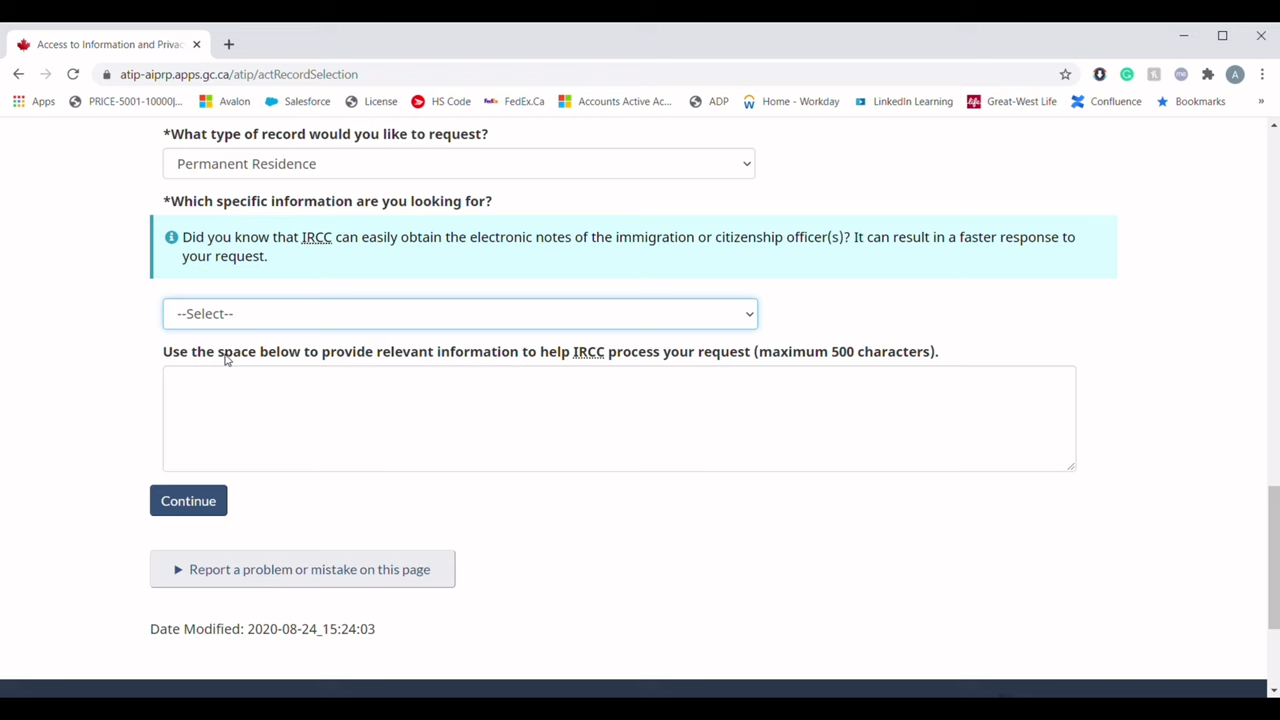 Access to Information and Privac
atip-aiprp.apps.gc.ca/atip/actRecordSelection
A
Apps PRICE-5001-10000|... Avalon Salesforce License HS Code FedEx.Ca Accounts Active Ac... ADP Home - Workday LinkedIn Learning Great-West Life Confluence Bookmarks »
*What type of record would you like to request?
Permanent Residence
*Which specific information are you looking for?
Did you know that IRCC can easily obtain the electronic notes of the immigration or citizenship officer(s)? It can result in a faster response to
your request.
--Select--
Use the space below to provide relevant information to help IRCC process your request (maximum 500 characters).
Continue
Report a problem or mistake on this page
Date Modified: 2020-08-24_15:24:03